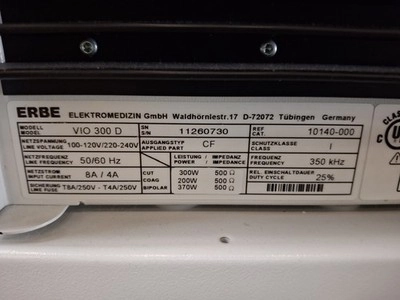 ERBE ELEKTROMEDIZIN GmbH Waldhörnlestr.17 D-72072 Tübingen Germany
MODELL
MODEL
VIO 300 D
SN
SN
11260730
REF
CAT.
10140-000
NETZSPANNUNG
LINE VOLTAGE
100-120V/220-240V
AUSGANGSTYP
APPLIED PART
CF
SCHUTZKLASSE
CLASS
I
NETZFREQUENZ
LINE FREQUENCY
50/60 Hz
LEISTUNG / IMPEDANZ
POWER / IMPEDANCE
FREQUENZ
FREQUENCY
350 kHz
NETZSTROM
INPUT CURRENT
8A / 4A
CUT 300W 500 Ω
COAG 200W 500 Ω
BIPOLAR 370W 500 Ω
REL. EINSCHALTDAUER
DUTY CYCLE
25%
SICHERUNG
LINE FUSE
T8A/250V - T4A/250V
CLAS
C